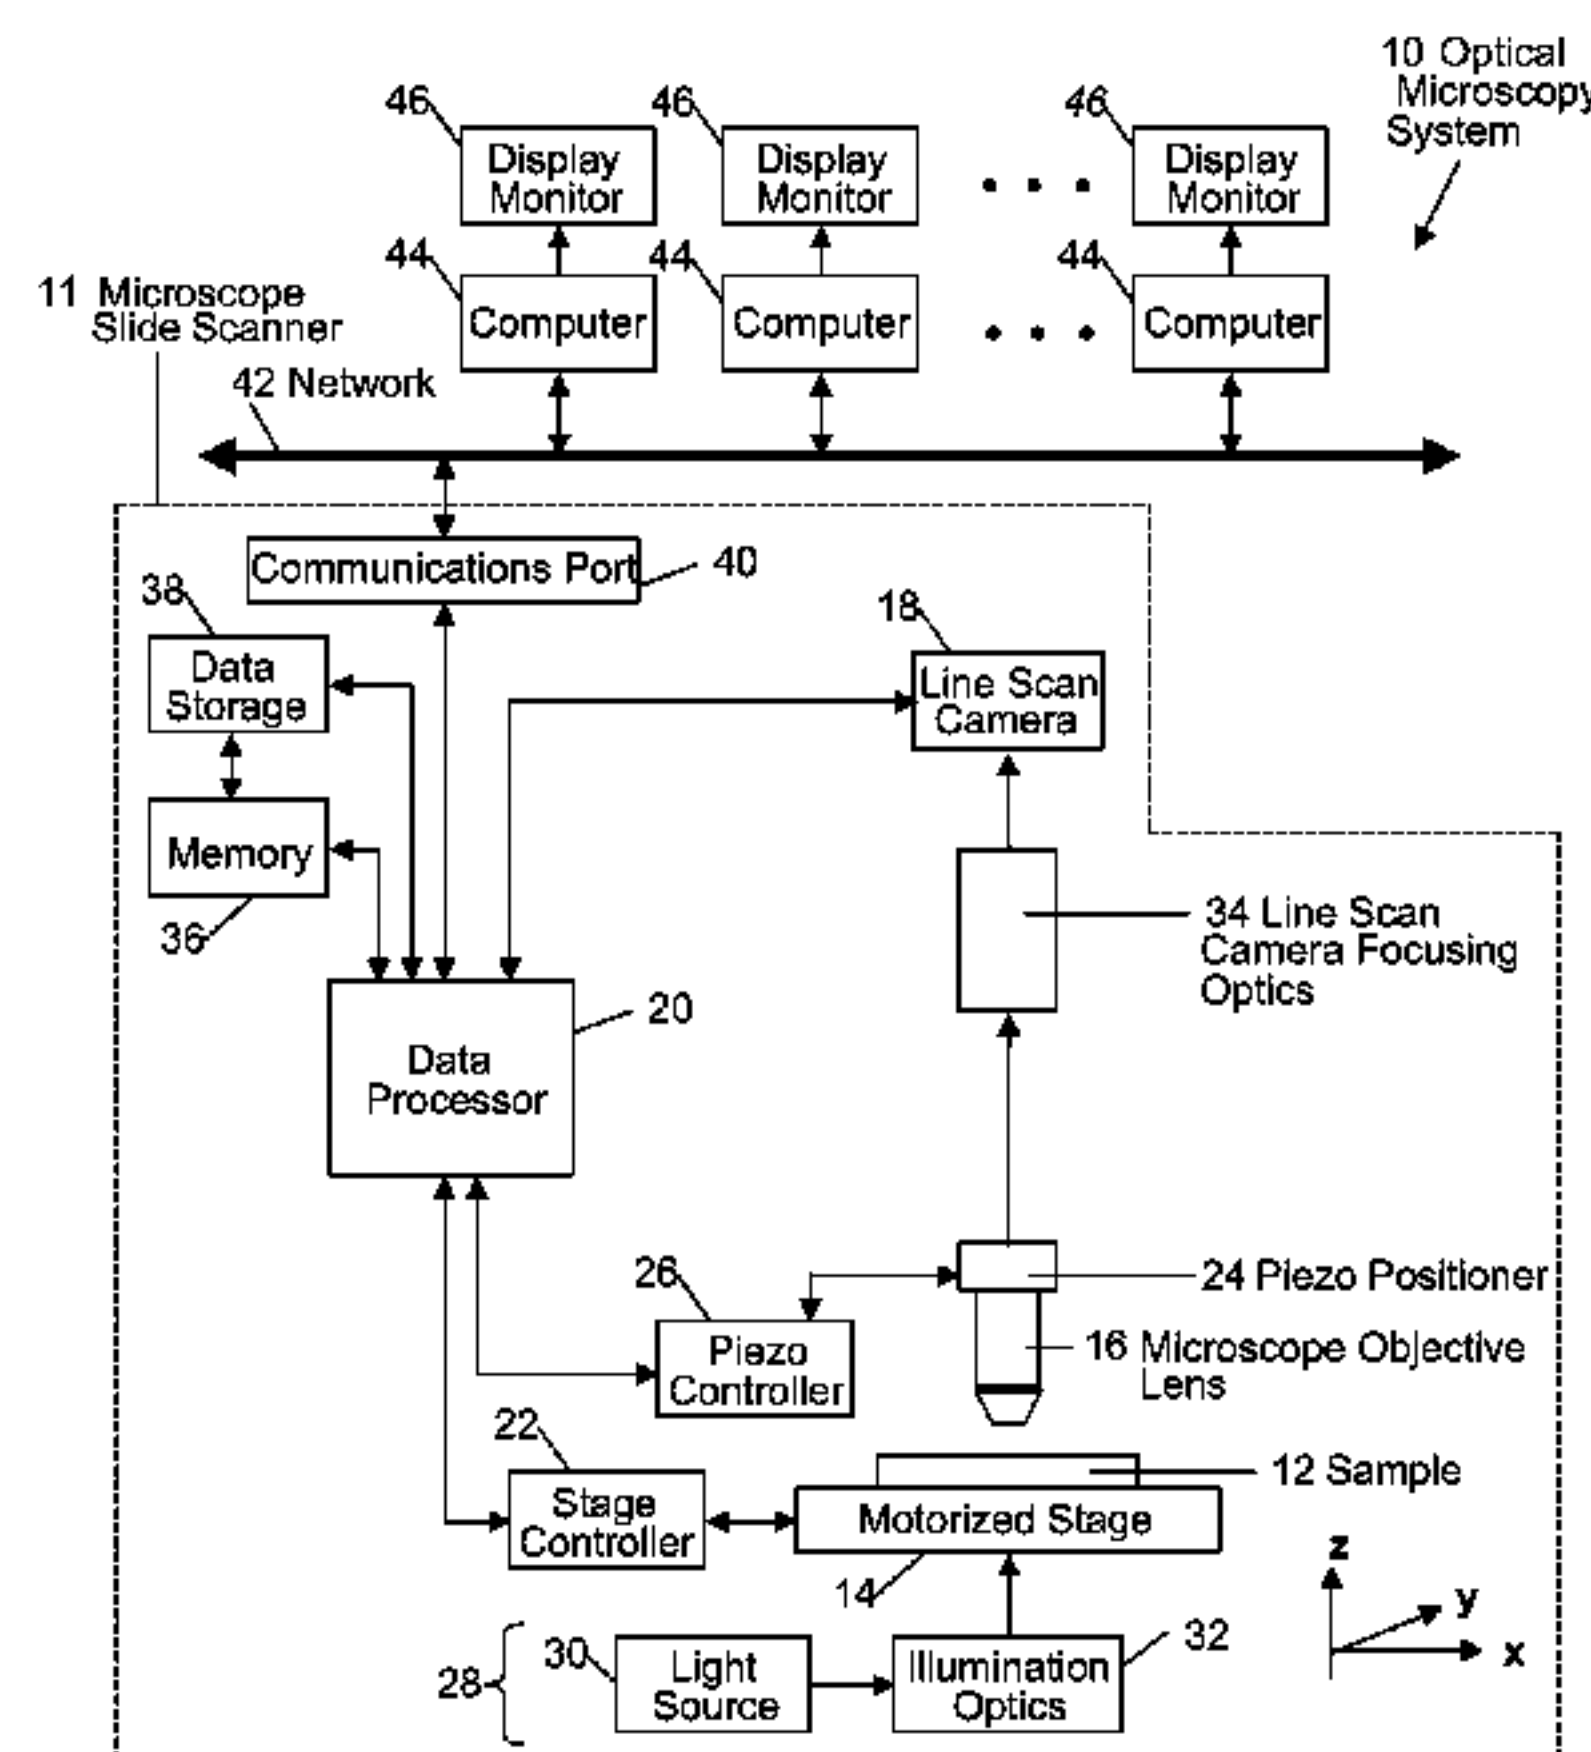 10 Optical
Microscopy
System
46
46
46
Display
Monitor
Display
Monitor
Display
Monitor
44
44
44
Computer
Computer
Computer
11 Microscope
Slide Scanner
42 Network
Communications Port
40
38
Data
Storage
18
Line Scan
Camera
Memory
36
34 Line Scan
Camera Focusing
Optics
20
Data
Processor
26
Piezo
Controller
24 Piezo Positioner
16 Microscope Objective
Lens
22
Stage
Controller
12 Sample
Motorized Stage
14
z
y
x
28
30
Light
Source
Illumination
Optics
32